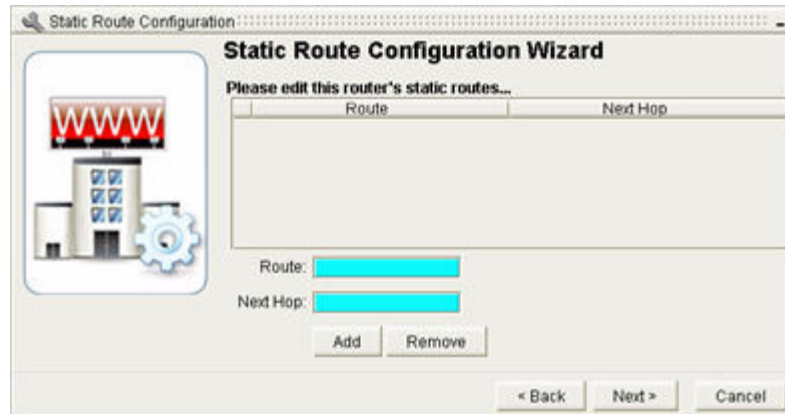 Static Route Configuration
Static Route Configuration Wizard
Please edit this router's static routes...
Route Next Hop
WWW
Route:
Next Hop:
Add Remove
< Back Next > Cancel